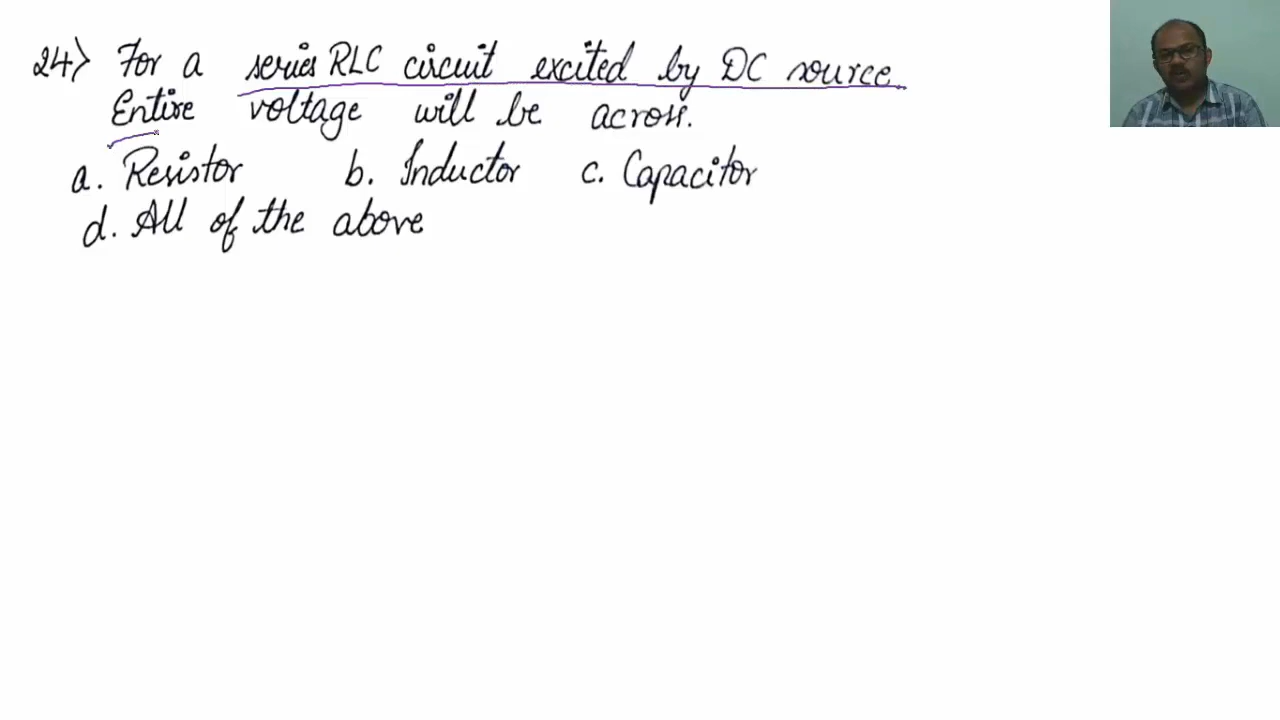 24> For a series RLC circuit excited by DC source.
Entire voltage will be across.
a. Resistor b. Inductor c. Capacitor
d. All of the above